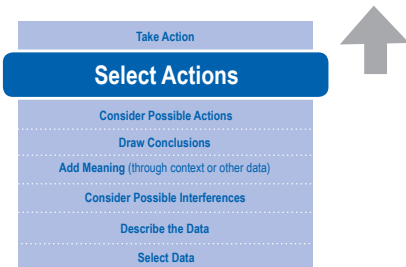 Take Action
Select Actions
Consider Possible Actions
Draw Conclusions
Add Meaning (through context or other data)
Consider Possible Interferences
Describe the Data
Select Data